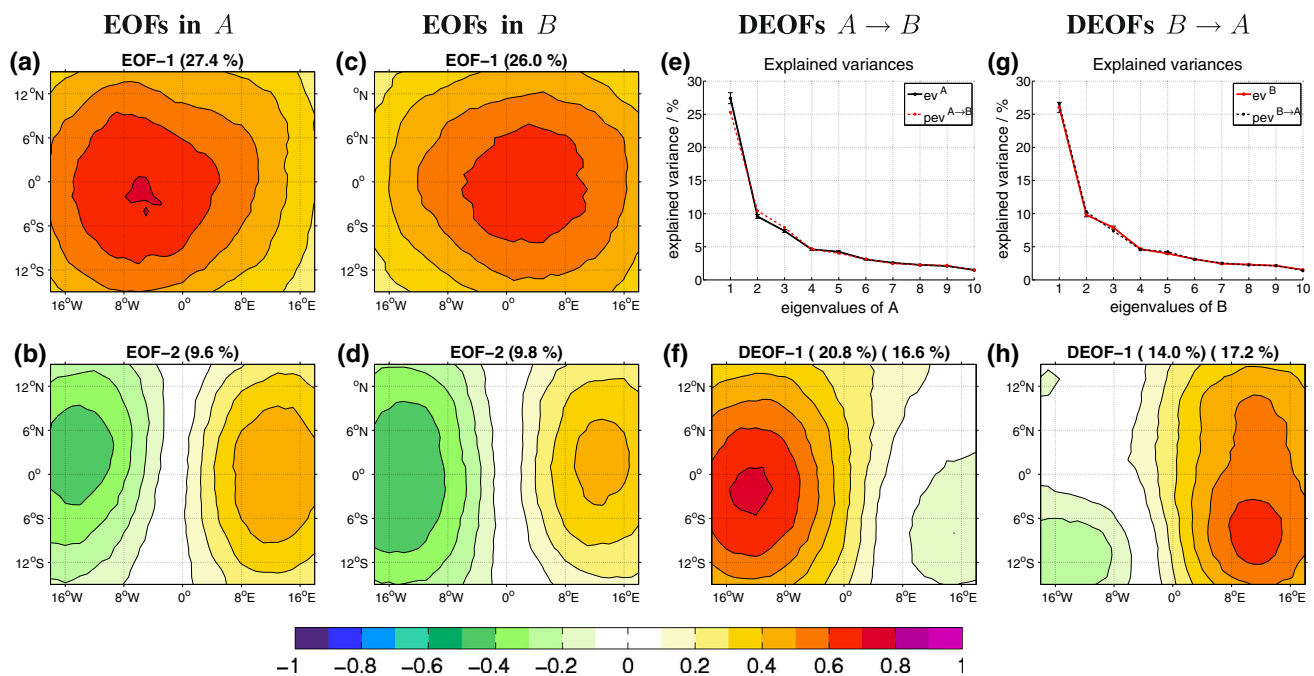 EOFs in A
EOFs in B
DEOFs A → B
DEOFs B → A
(a)
EOF−1 (27.4 %)
12°N
6°N
0°
6°S
12°S
16°W
8°W
0°
8°E
16°E
(c)
EOF−1 (26.0 %)
12°N
6°N
0°
6°S
12°S
16°W
8°W
0°
8°E
16°E
(e)
Explained variances
explained variance / %
30
25
20
15
10
5
0
ev^A
pev^A→B
1 2 3 4 5 6 7 8 9 10
eigenvalues of A
(g)
Explained variances
explained variance / %
30
25
20
15
10
5
0
ev^B
pev^B→A
1 2 3 4 5 6 7 8 9 10
eigenvalues of B
(b)
EOF−2 (9.6 %)
12°N
6°N
0°
6°S
12°S
16°W
8°W
0°
8°E
16°E
(d)
EOF−2 (9.8 %)
12°N
6°N
0°
6°S
12°S
16°W
8°W
0°
8°E
16°E
(f)
DEOF−1 ( 20.8 %) ( 16.6 %)
12°N
6°N
0°
6°S
12°S
16°W
8°W
0°
8°E
16°E
(h)
DEOF−1 ( 14.0 %) ( 17.2 %)
12°N
6°N
0°
6°S
12°S
16°W
8°W
0°
8°E
16°E
−1 −0.8 −0.6 −0.4 −0.2 0 0.2 0.4 0.6 0.8 1